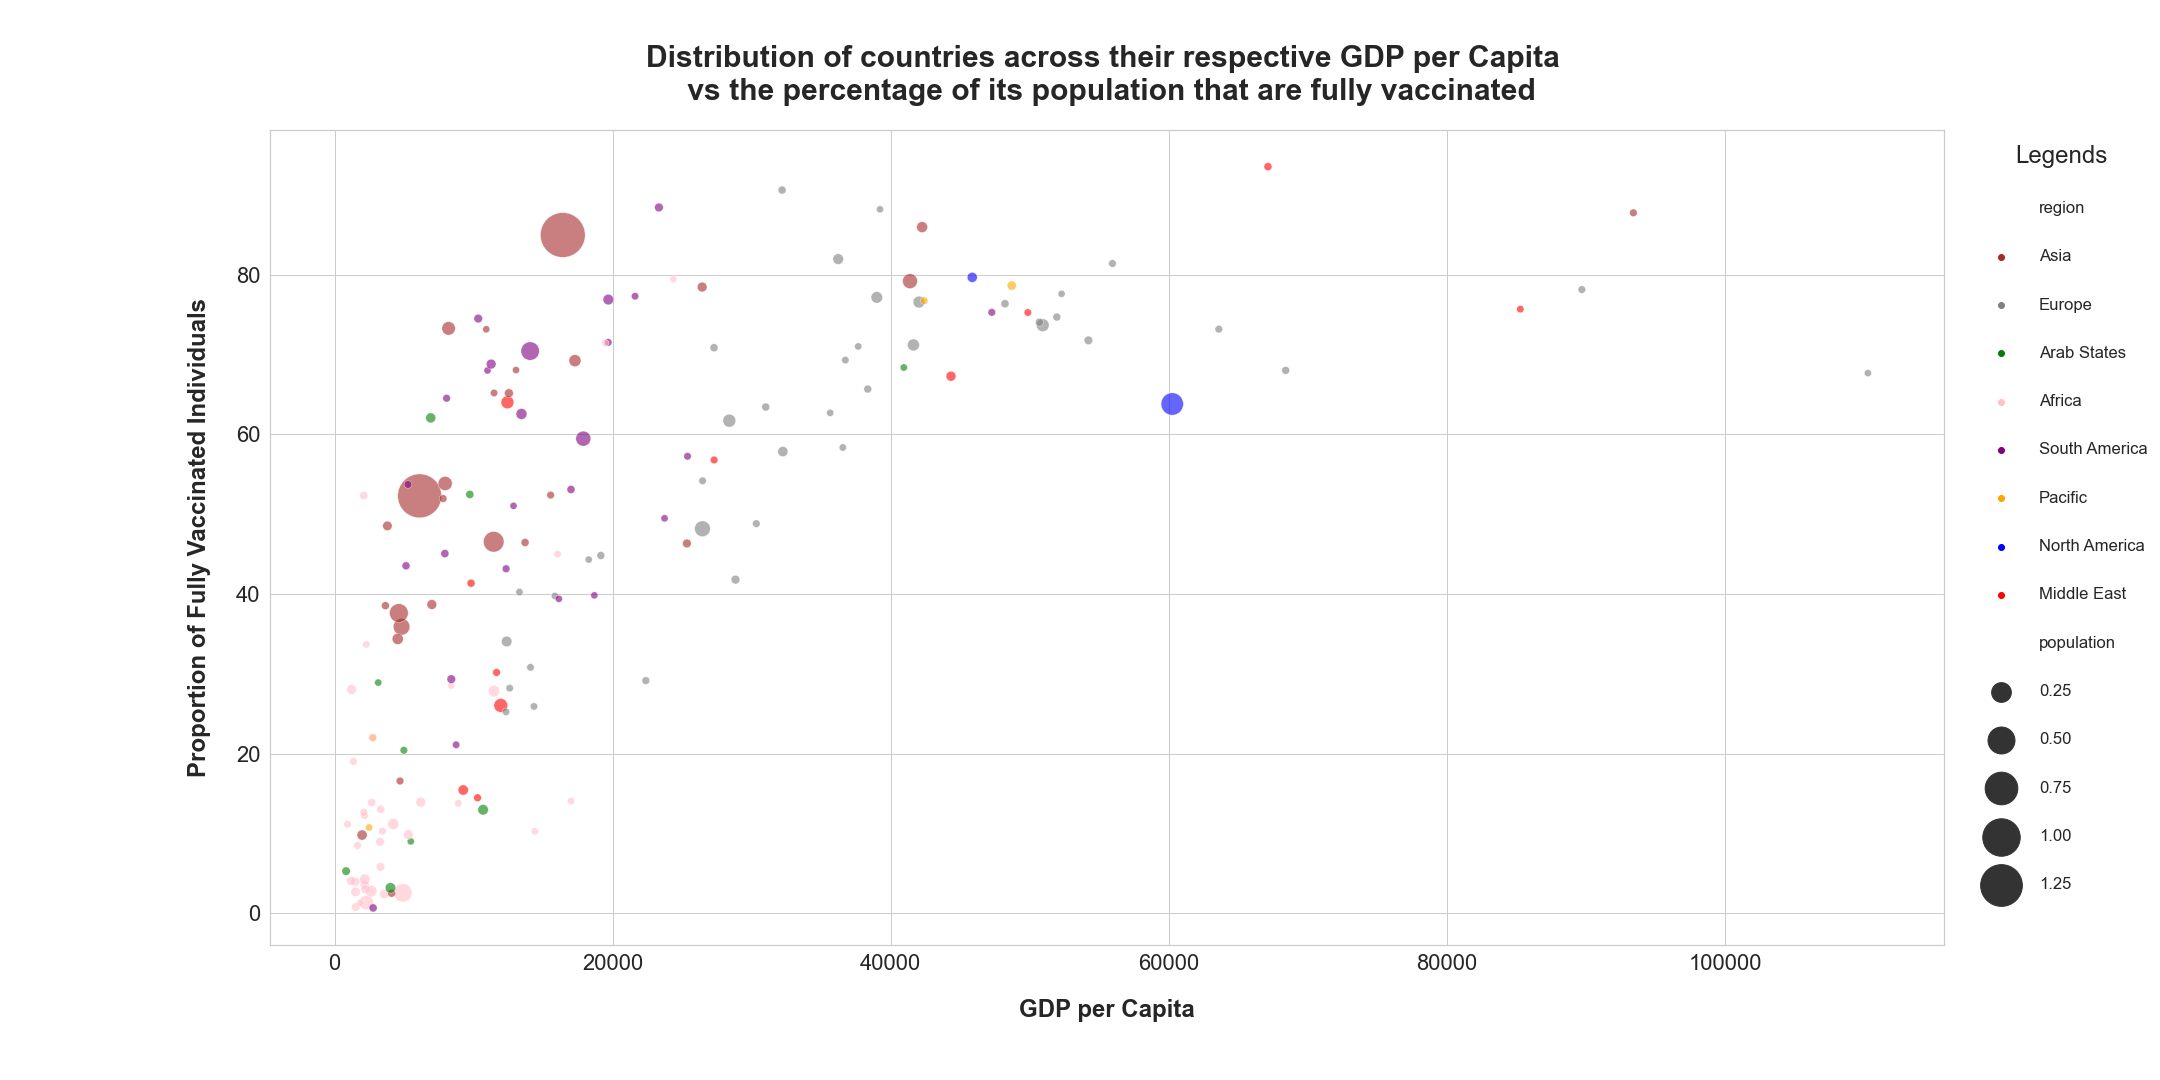 Distribution of countries across their respective GDP per Capita
vs the percentage of its population that are fully vaccinated
Proportion of Fully Vaccinated Individuals
80
60
40
20
0
0
20000
40000
60000
80000
100000
GDP per Capita
Legends
region
Asia
Europe
Arab States
Africa
South America
Pacific
North America
Middle East
population
0.25
0.50
0.75
1.00
1.25